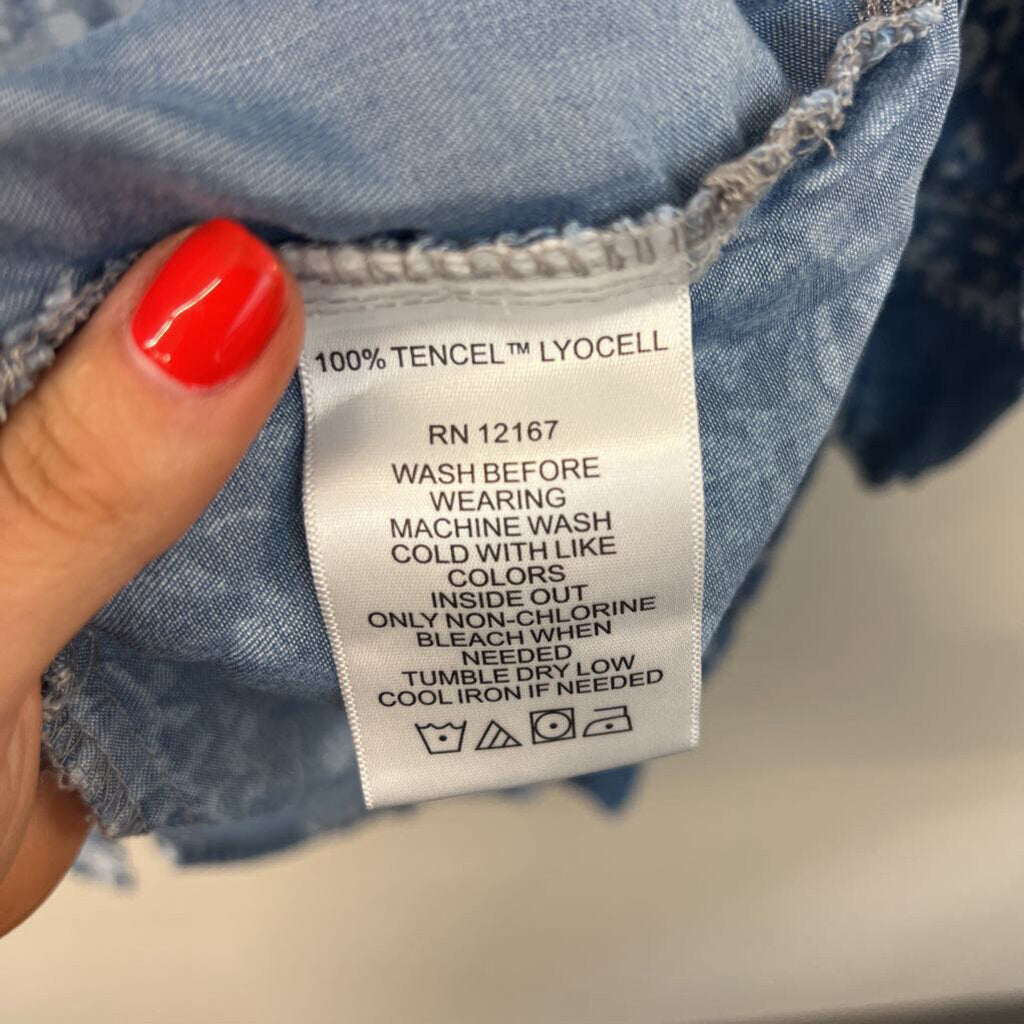 100% TENCEL™ LYOCELL
RN 12167
WASH BEFORE
WEARING
MACHINE WASH
COLD WITH LIKE
COLORS
INSIDE OUT
ONLY NON-CHLORINE
BLEACH WHEN
NEEDED
TUMBLE DRY LOW
COOL IRON IF NEEDED